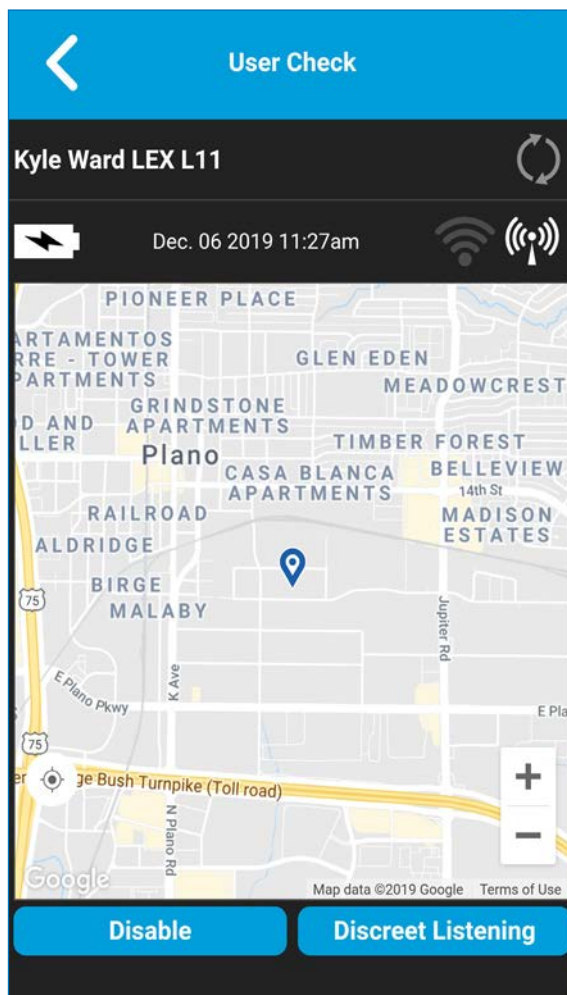 User Check
Kyle Ward LEX L11
Dec. 06 2019 11:27am
PIONEER PLACE
ARTAMENTOS
RRE - TOWER
PARTMENTS
GLEN EDEN
MEADOWCREST
GRINDSTONE
APARTMENTS
D AND
LLER
Plano
TIMBER FOREST
CASA BLANCA
APARTMENTS
BELLEVIEW
14th St
RAILROAD
MADISON
ESTATES
ALDRIDGE
BIRGE
MALABY
75
Jupiter Rd
K Ave
E Plano Pkwy
E Pla
75
ge Bush Turnpike (Toll road)
N Plano Rd
+
−
Google
Map data ©2019 Google Terms of Use
Disable
Discreet Listening